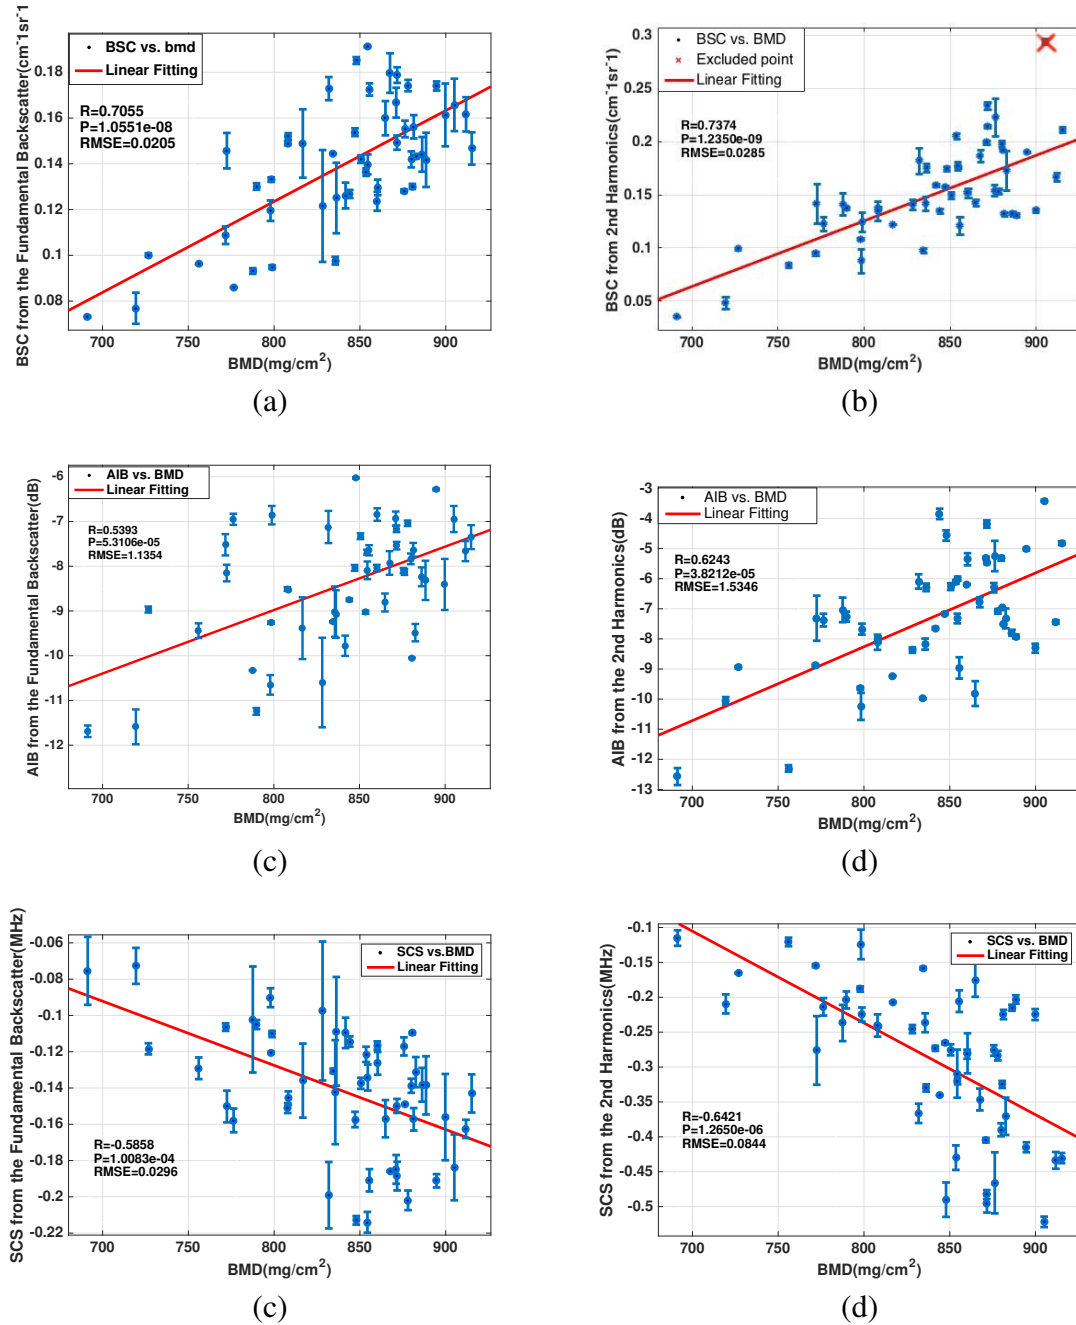 BSC from the Fundamental Backscatter(cm⁻1sr⁻1)
BSC vs. bmd
Linear Fitting
R=0.7055
P=1.0551e-08
RMSE=0.0205
0.18
0.16
0.14
0.12
0.1
0.08
700 750 800 850 900
BMD(mg/cm²)
(a)
BSC from 2nd Harmonics(cm⁻1sr⁻1)
BSC vs. BMD
Excluded point
Linear Fitting
R=0.7374
P=1.2350e-09
RMSE=0.0285
0.3
0.25
0.2
0.15
0.1
0.05
700 750 800 850 900
BMD(mg/cm²)
(b)
AIB from the Fundamental Backscatter(dB)
AIB vs. BMD
Linear Fitting
R=0.5393
P=5.3106e-05
RMSE=1.1354
-6
-7
-8
-9
-10
-11
-12
700 750 800 850 900
BMD(mg/cm²)
(c)
AIB from the 2nd Harmonics(dB)
AIB vs. BMD
Linear Fitting
R=0.6243
P=3.8212e-05
RMSE=1.5346
-3
-4
-5
-6
-7
-8
-9
-10
-11
-12
-13
700 750 800 850 900
BMD(mg/cm²)
(d)
SCS from the Fundamental Backscatter(MHz)
SCS vs.BMD
Linear Fitting
R=-0.5858
P=1.0083e-04
RMSE=0.0296
-0.06
-0.08
-0.1
-0.12
-0.14
-0.16
-0.18
-0.2
-0.22
700 750 800 850 900
BMD(mg/cm²)
(c)
SCS from the 2nd Harmonics(MHz)
SCS vs. BMD
Linear Fitting
R=-0.6421
P=1.2650e-06
RMSE=0.0844
-0.1
-0.15
-0.2
-0.25
-0.3
-0.35
-0.4
-0.45
-0.5
700 750 800 850 900
BMD(mg/cm²)
(d)